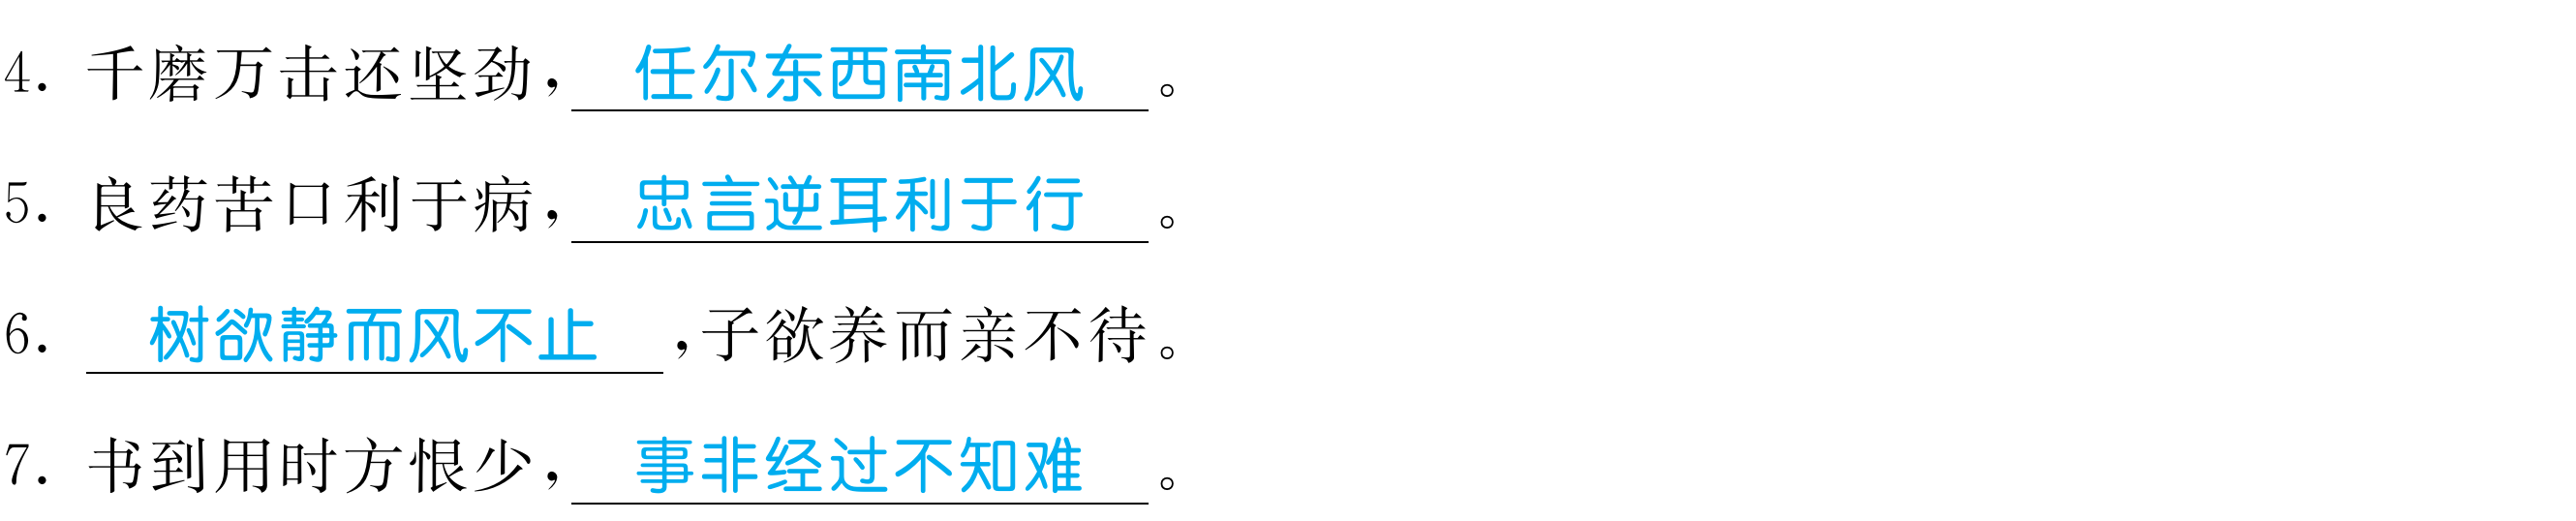 4. 千磨万击还坚劲，任尔东西南北风。
5. 良药苦口利于病，忠言逆耳利于行。
6. 树欲静而风不止，子欲养而亲不待。
7. 书到用时方恨少，事非经过不知难。